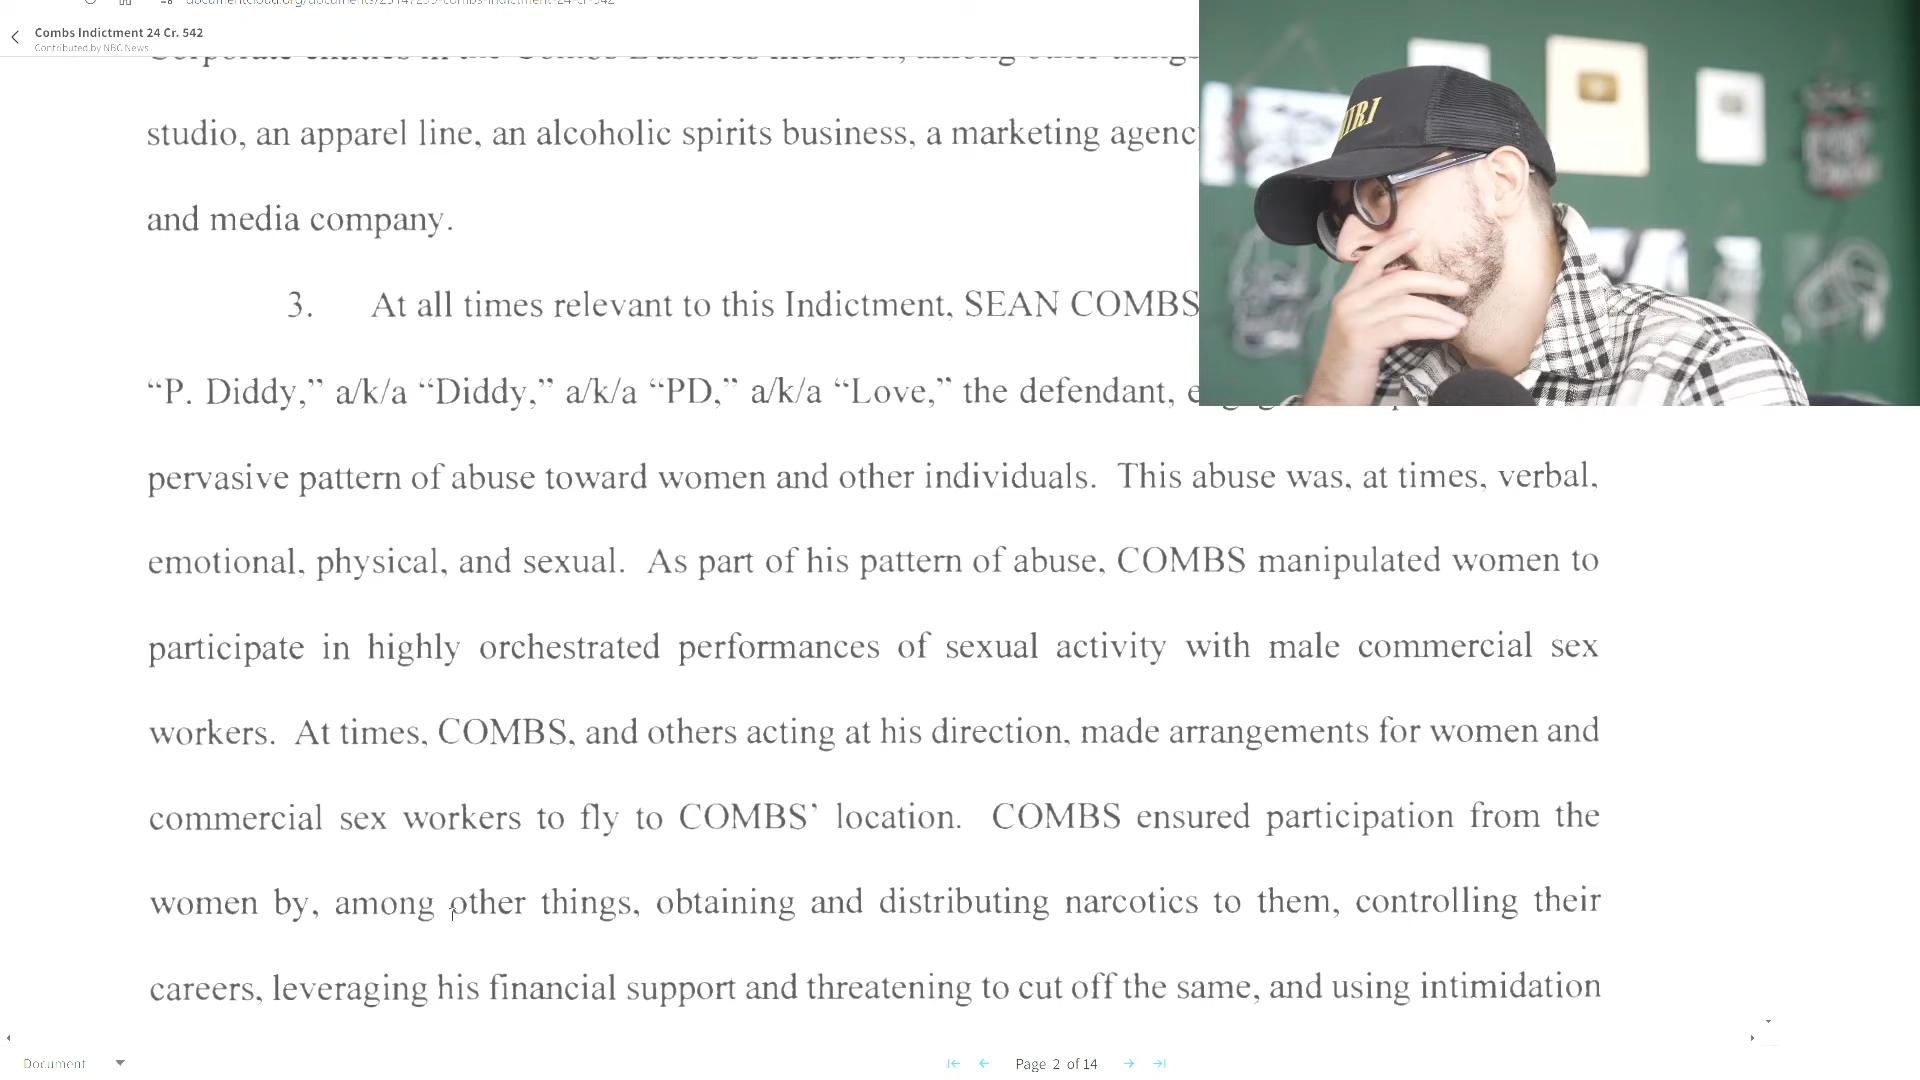 Combs Indictment 24 Cr. 542
Contributed by NBC News
studio, an apparel line, an alcoholic spirits business, a marketing agenc
and media company.
3. At all times relevant to this Indictment, SEAN COMBS
“P. Diddy,” a/k/a “Diddy,” a/k/a “PD,” a/k/a “Love,” the defendant,
pervasive pattern of abuse toward women and other individuals. This abuse was, at times, verbal,
emotional, physical, and sexual. As part of his pattern of abuse, COMBS manipulated women to
participate in highly orchestrated performances of sexual activity with male commercial sex
workers. At times, COMBS, and others acting at his direction, made arrangements for women and
commercial sex workers to fly to COMBS’ location. COMBS ensured participation from the
women by, among other things, obtaining and distributing narcotics to them, controlling their
careers, leveraging his financial support and threatening to cut off the same, and using intimidation
Document
Page 2 of 14